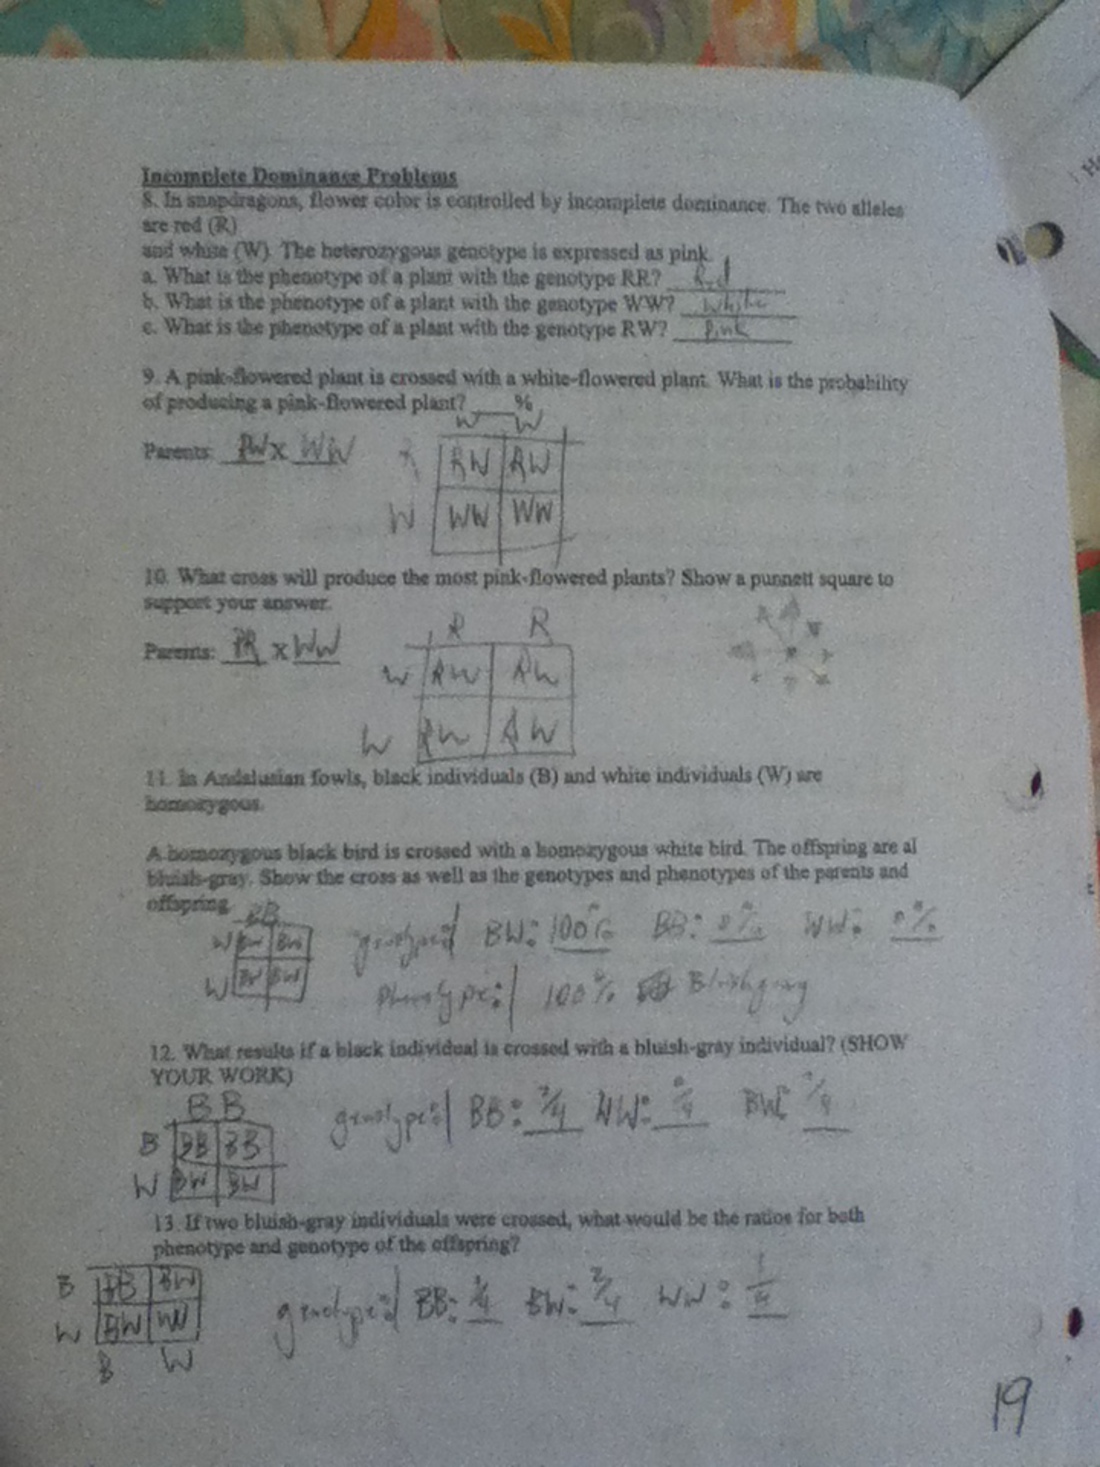 Incomplete Dominance Problems
8. In snapdragons, flower color is controlled by incomplete dominance. The two alleles
are red (R)
and white (W). The heterozygous genotype is expressed as pink.
a. What is the phenotype of a plant with the genotype RR? Red
b. What is the phenotype of a plant with the genotype WW? White
c. What is the phenotype of a plant with the genotype RW? Pink
9. A pink-flowered plant is crossed with a white-flowered plant. What is the probability
of producing a pink-flowered plant? ____%
W W
Parents: RW x WW
R RW RW
W WW WW
10. What cross will produce the most pink-flowered plants? Show a punnett square to
support your answer.
R R
Parents: RR x WW
W RW RW
W RW RW
11. In Andalusian fowls, black individuals (B) and white individuals (W) are
homozygous.
A homozygous black bird is crossed with a homozygous white bird. The offspring are al
bluish-gray. Show the cross as well as the genotypes and phenotypes of the parents and
offspring.
BB
W BW BW genotype: BW: 100% BB: 0% WW: 0%
W BW BW Phenotype: 100% Bluish gray
12. What results if a black individual is crossed with a bluish-gray individual? (SHOW
YOUR WORK)
B B
genotype: BB: 2/4 WW: 0/4 BW: 2/4
B BB BB
W BW BW
13. If two bluish-gray individuals were crossed, what would be the ratios for both
phenotype and genotype of the offspring?
B BB BW
W BW WW
B W
genotype: BB: 1/4 BW: 2/4 WW: 1/4
19